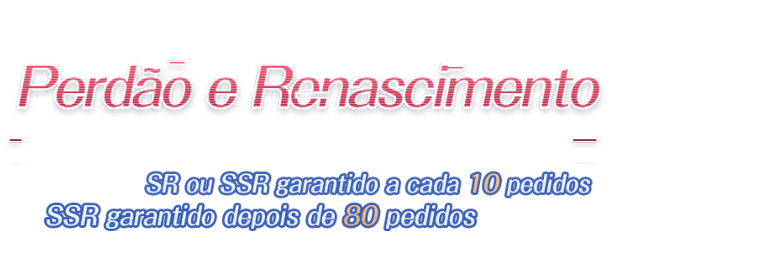 Perdão e Renascimento
SR ou SSR garantido a cada 10 pedidos
SSR garantido depois de 80 pedidos